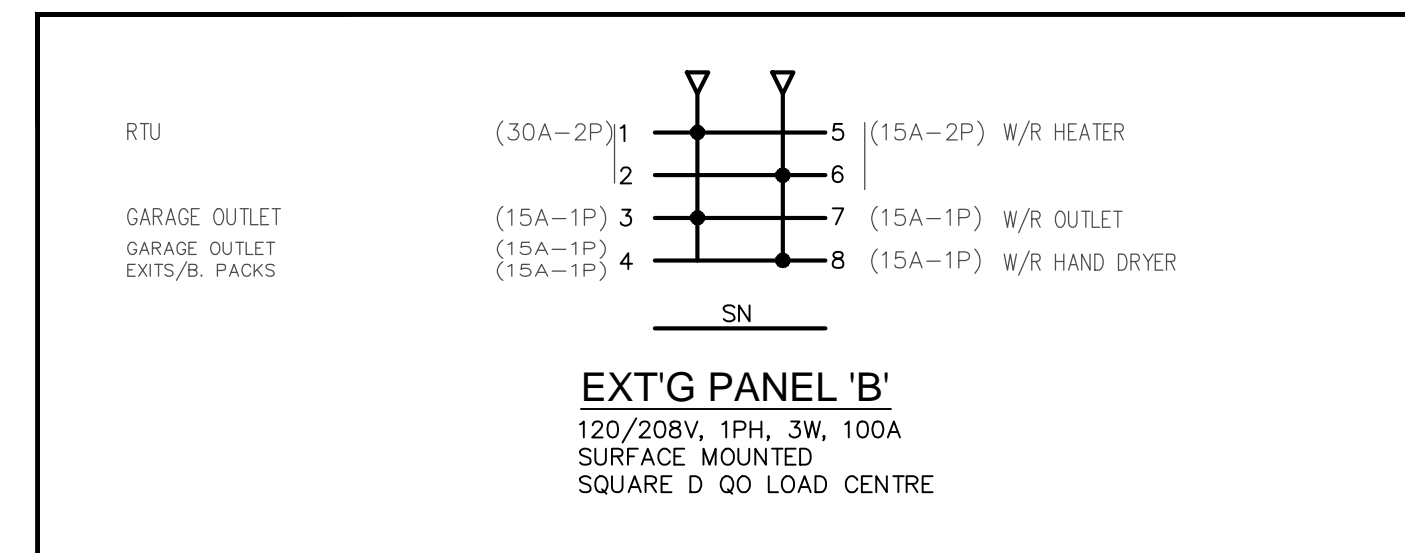 RTU (30A-2P) 1 5 (15A-2P) W/R HEATER
2 6
GARAGE OUTLET (15A-1P) 3 7 (15A-1P) W/R OUTLET
GARAGE OUTLET (15A-1P)
EXITS/B. PACKS (15A-1P) 4 8 (15A-1P) W/R HAND DRYER
SN
EXT'G PANEL 'B'
120/208V, 1PH, 3W, 100A
SURFACE MOUNTED
SQUARE D QO LOAD CENTRE